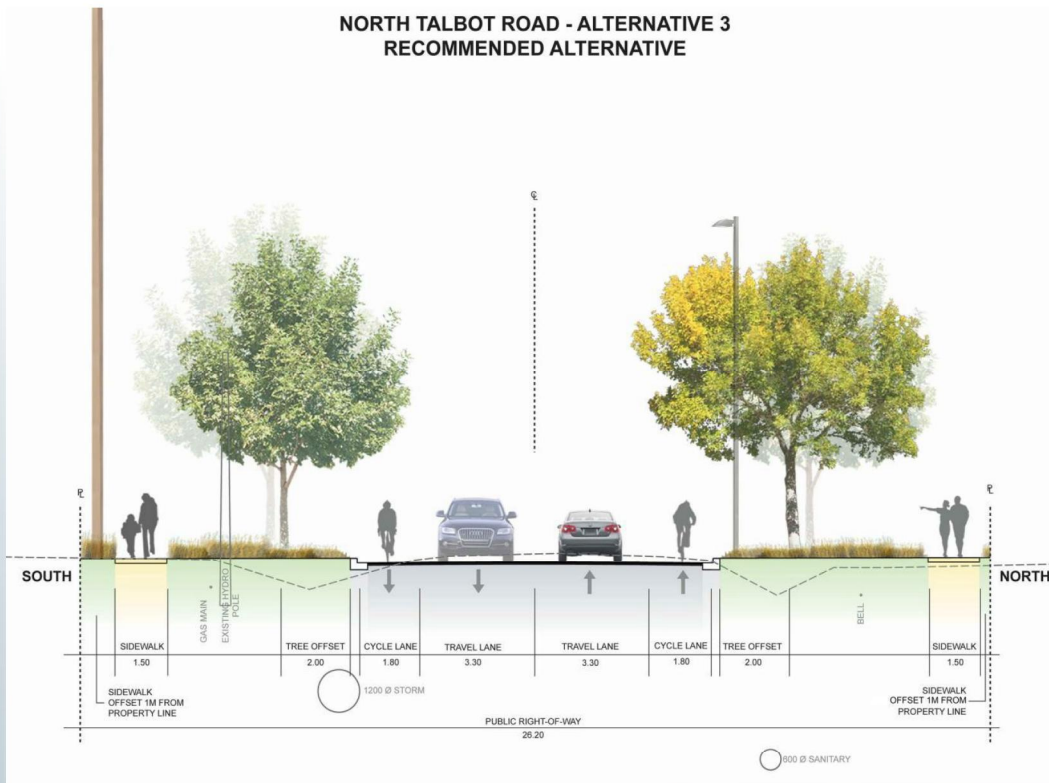 NORTH TALBOT ROAD - ALTERNATIVE 3
RECOMMENDED ALTERNATIVE
℄
⅊
⅊
SOUTH
NORTH
GAS MAIN
EXISTING HYDRO
POLE
BELL
SIDEWALK
1.50
TREE OFFSET
2.00
CYCLE LANE
1.80
TRAVEL LANE
3.30
TRAVEL LANE
3.30
CYCLE LANE
1.80
TREE OFFSET
2.00
SIDEWALK
1.50
SIDEWALK
OFFSET 1M FROM
PROPERTY LINE
1200 Ø STORM
SIDEWALK
OFFSET 1M FROM
PROPERTY LINE
PUBLIC RIGHT-OF-WAY
26.20
600 Ø SANITARY